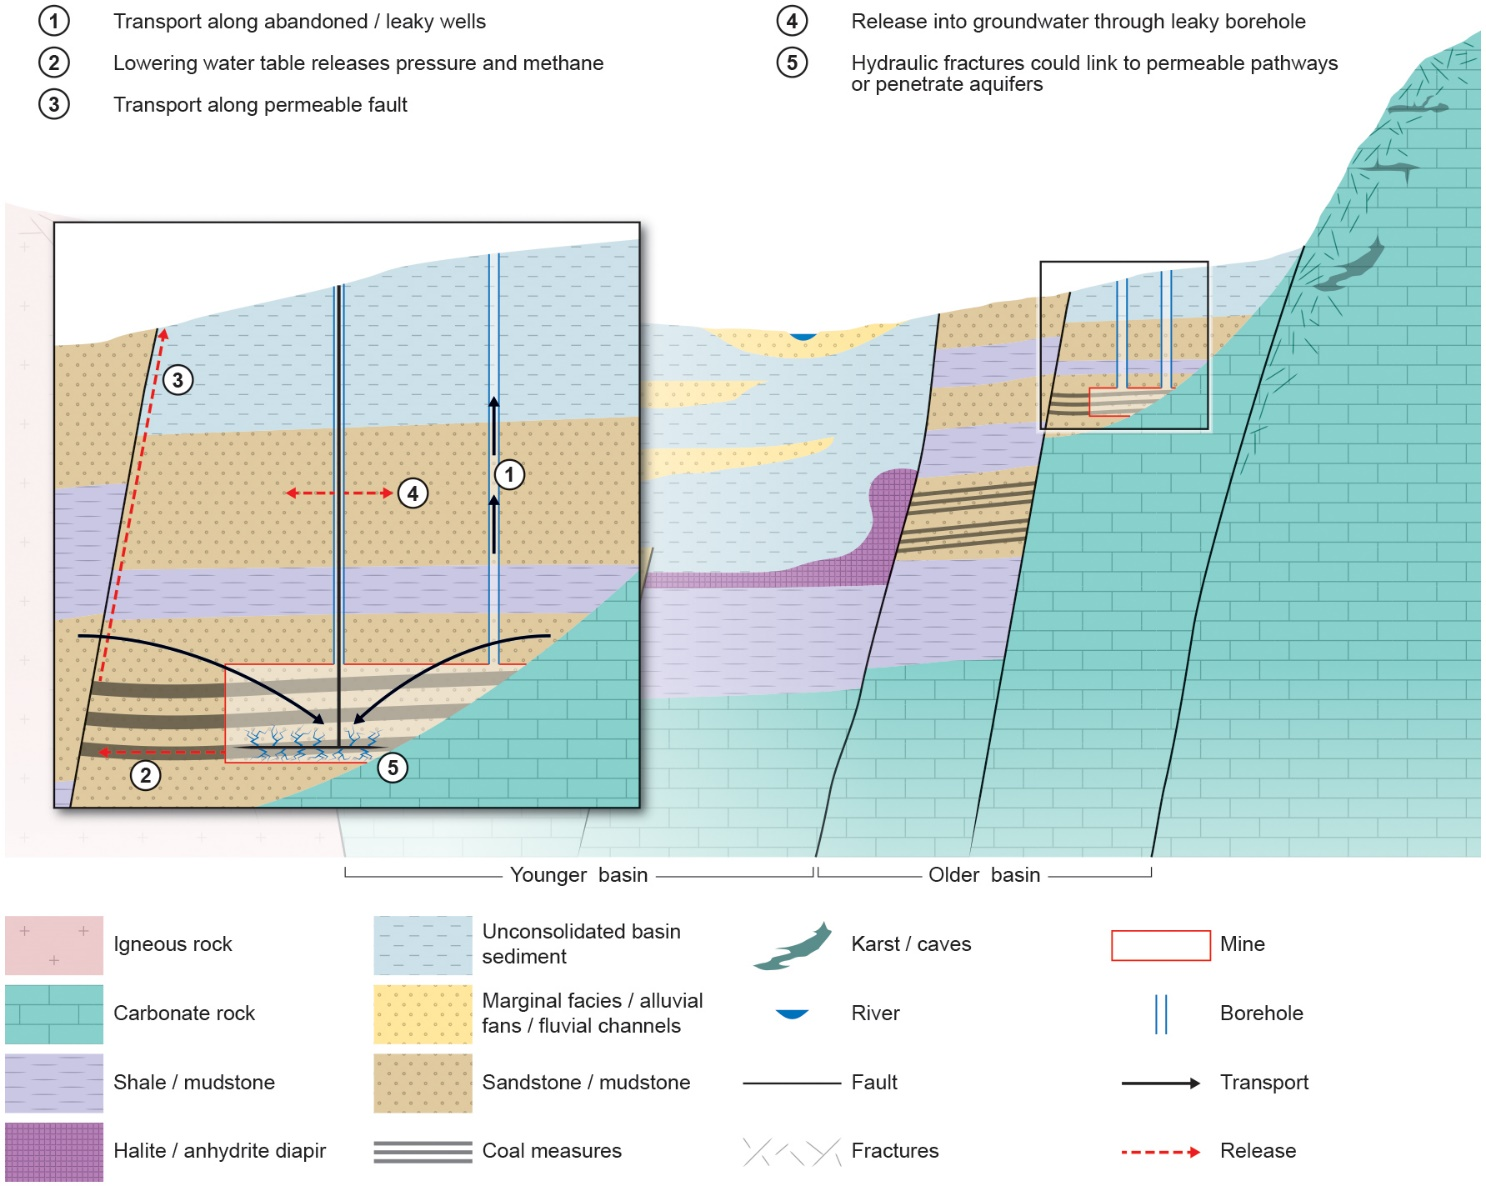 1 Transport along abandoned / leaky wells
2 Lowering water table releases pressure and methane
3 Transport along permeable fault
4 Release into groundwater through leaky borehole
5 Hydraulic fractures could link to permeable pathways
or penetrate aquifers
3
4
1
2
5
Younger basin
Older basin
Igneous rock
Carbonate rock
Shale / mudstone
Halite / anhydrite diapir
Unconsolidated basin
sediment
Marginal facies / alluvial
fans / fluvial channels
Sandstone / mudstone
Coal measures
Karst / caves
River
Fault
Fractures
Mine
Borehole
Transport
Release